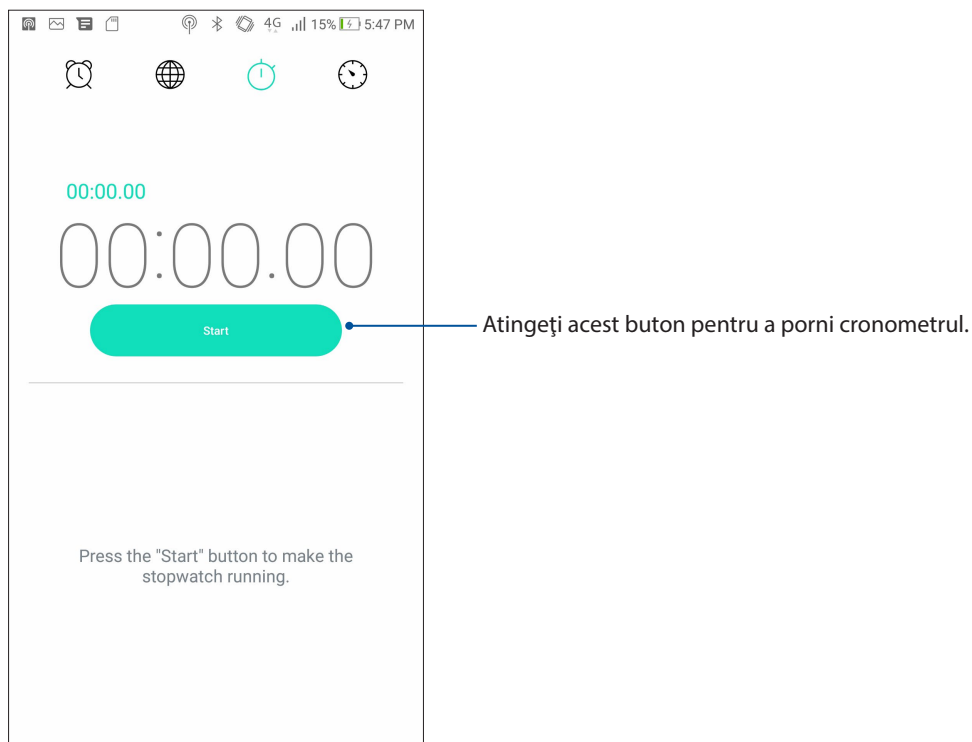 4G 15% 5:47 PM
00:00.00
00:00.00
Start
Atingeţi acest buton pentru a porni cronometrul.
Press the "Start" button to make the
stopwatch running.